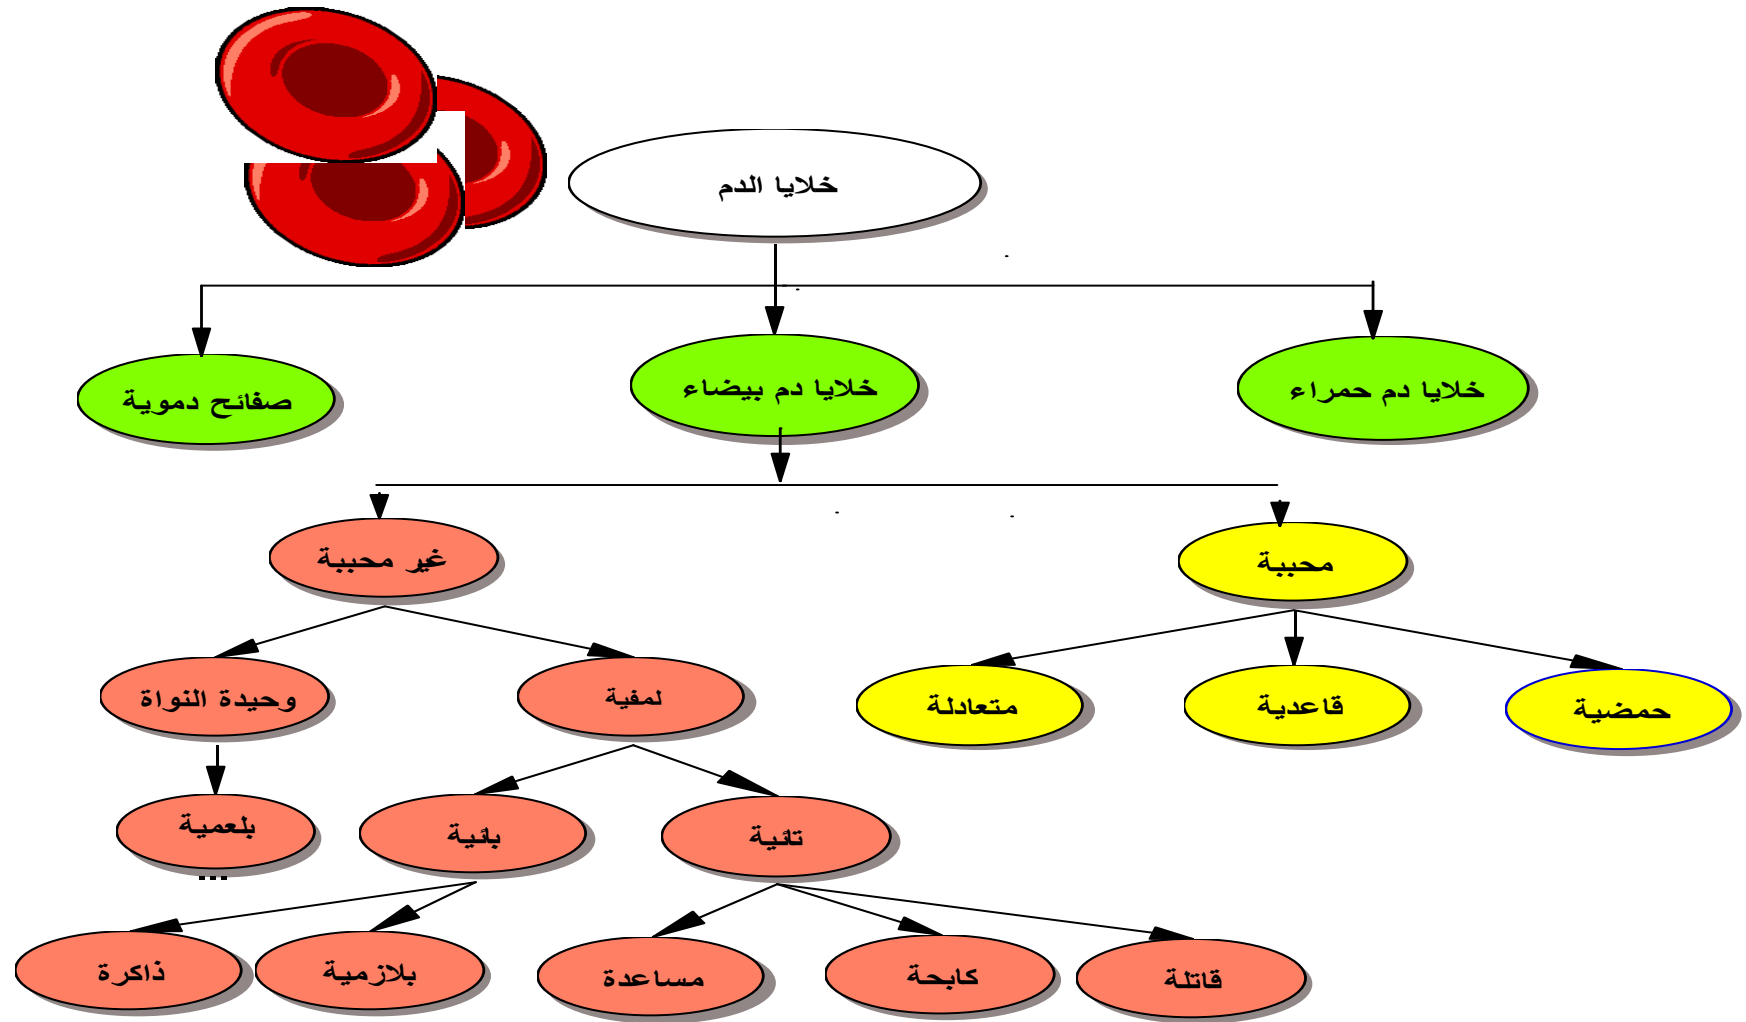 خلايا الدم
خلايا دم حمراء
خلايا دم بيضاء
صفائح دموية
محببة
غير محببة
حمضية
قاعدية
متعادلة
لمفية
وحيدة النواة
تائية
بائية
بلعمية
...
قاتلة
كابحة
مساعدة
بلازمية
ذاكرة